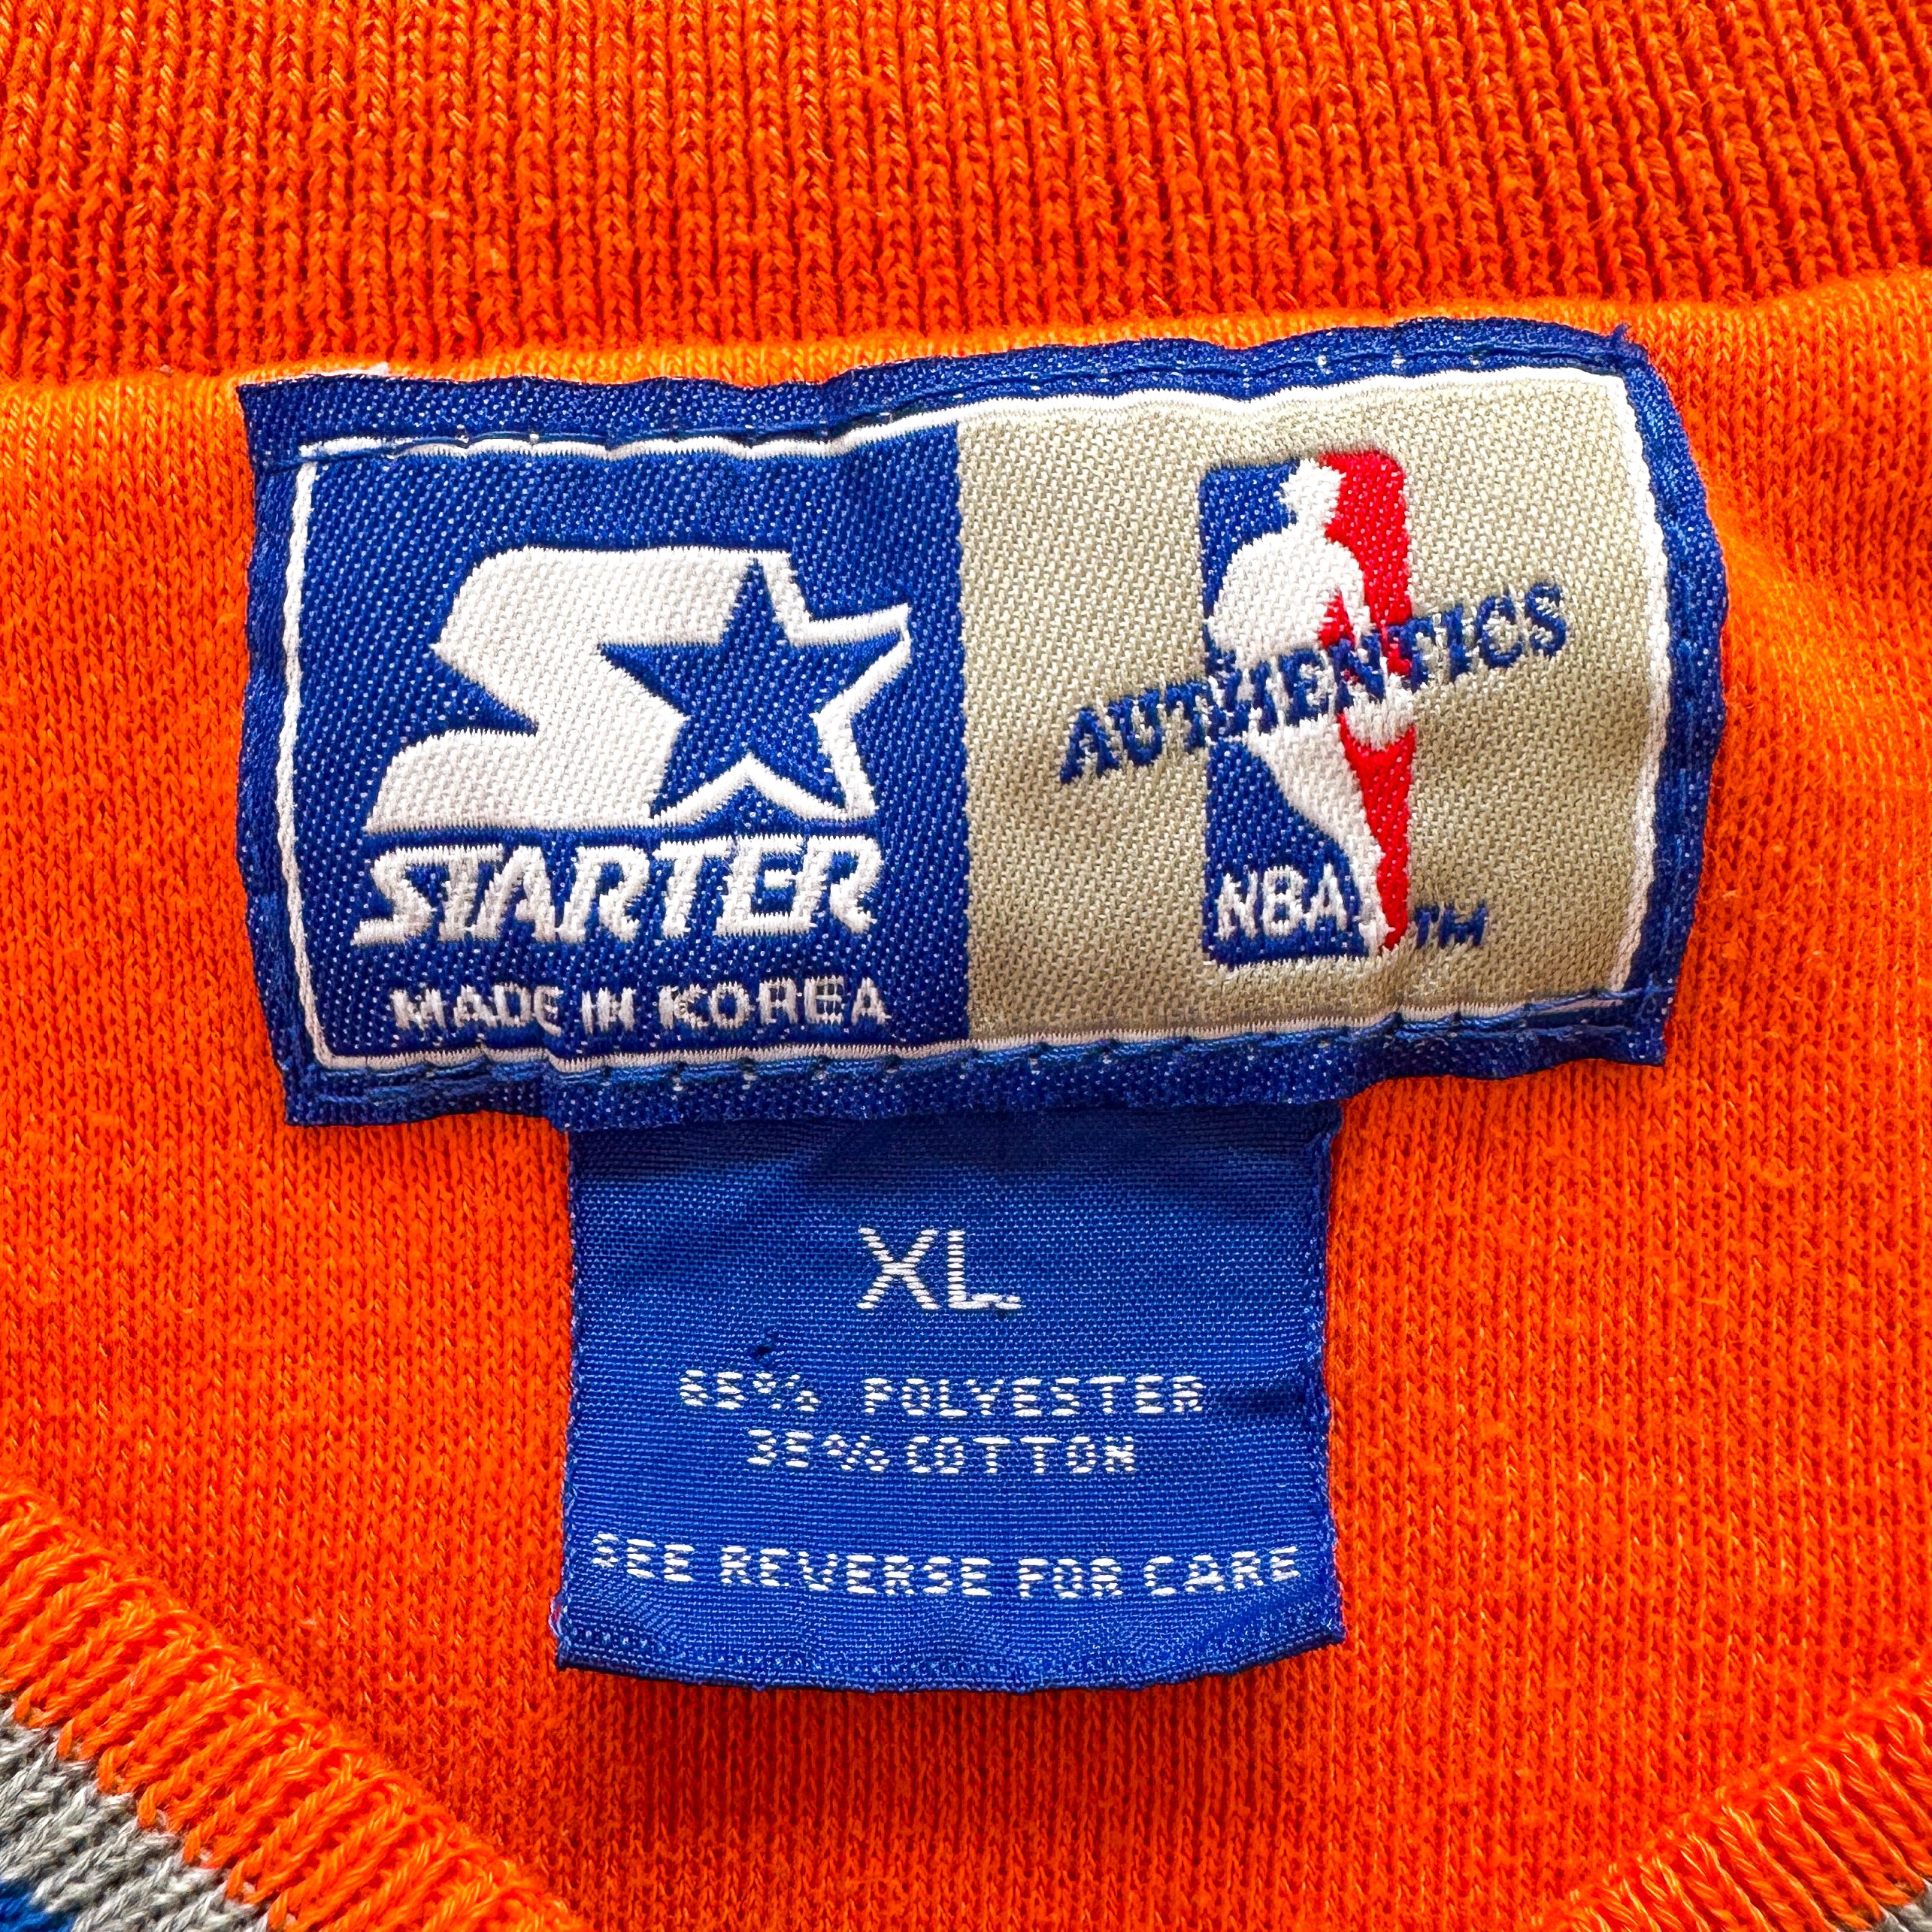 STARTER
MADE IN KOREA
AUTHENTICS
NBA TM
XL
65% POLYESTER
35% COTTON
SEE REVERSE FOR CARE